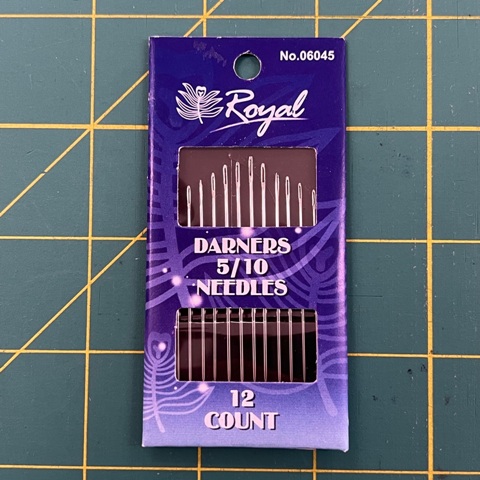 No.06045
Royal
DARNERS
5/10
NEEDLES
12
COUNT